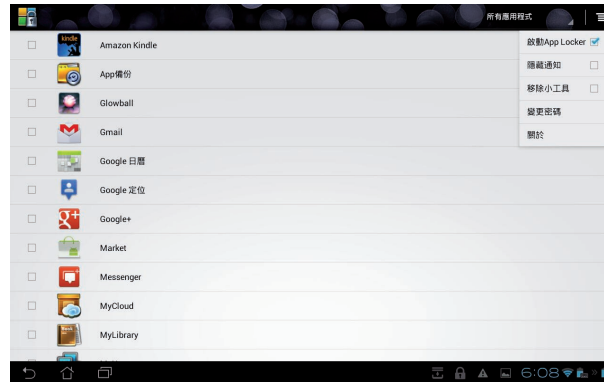 所有應用程式
kindle
Amazon Kindle
啟動App Locker
App備份
隱藏通知
Glowball
移除小工具
Gmail
變更密碼
Google 日曆
關於
Google 定位
Google+
Market
Messenger
MyCloud
MyLibrary
6:08